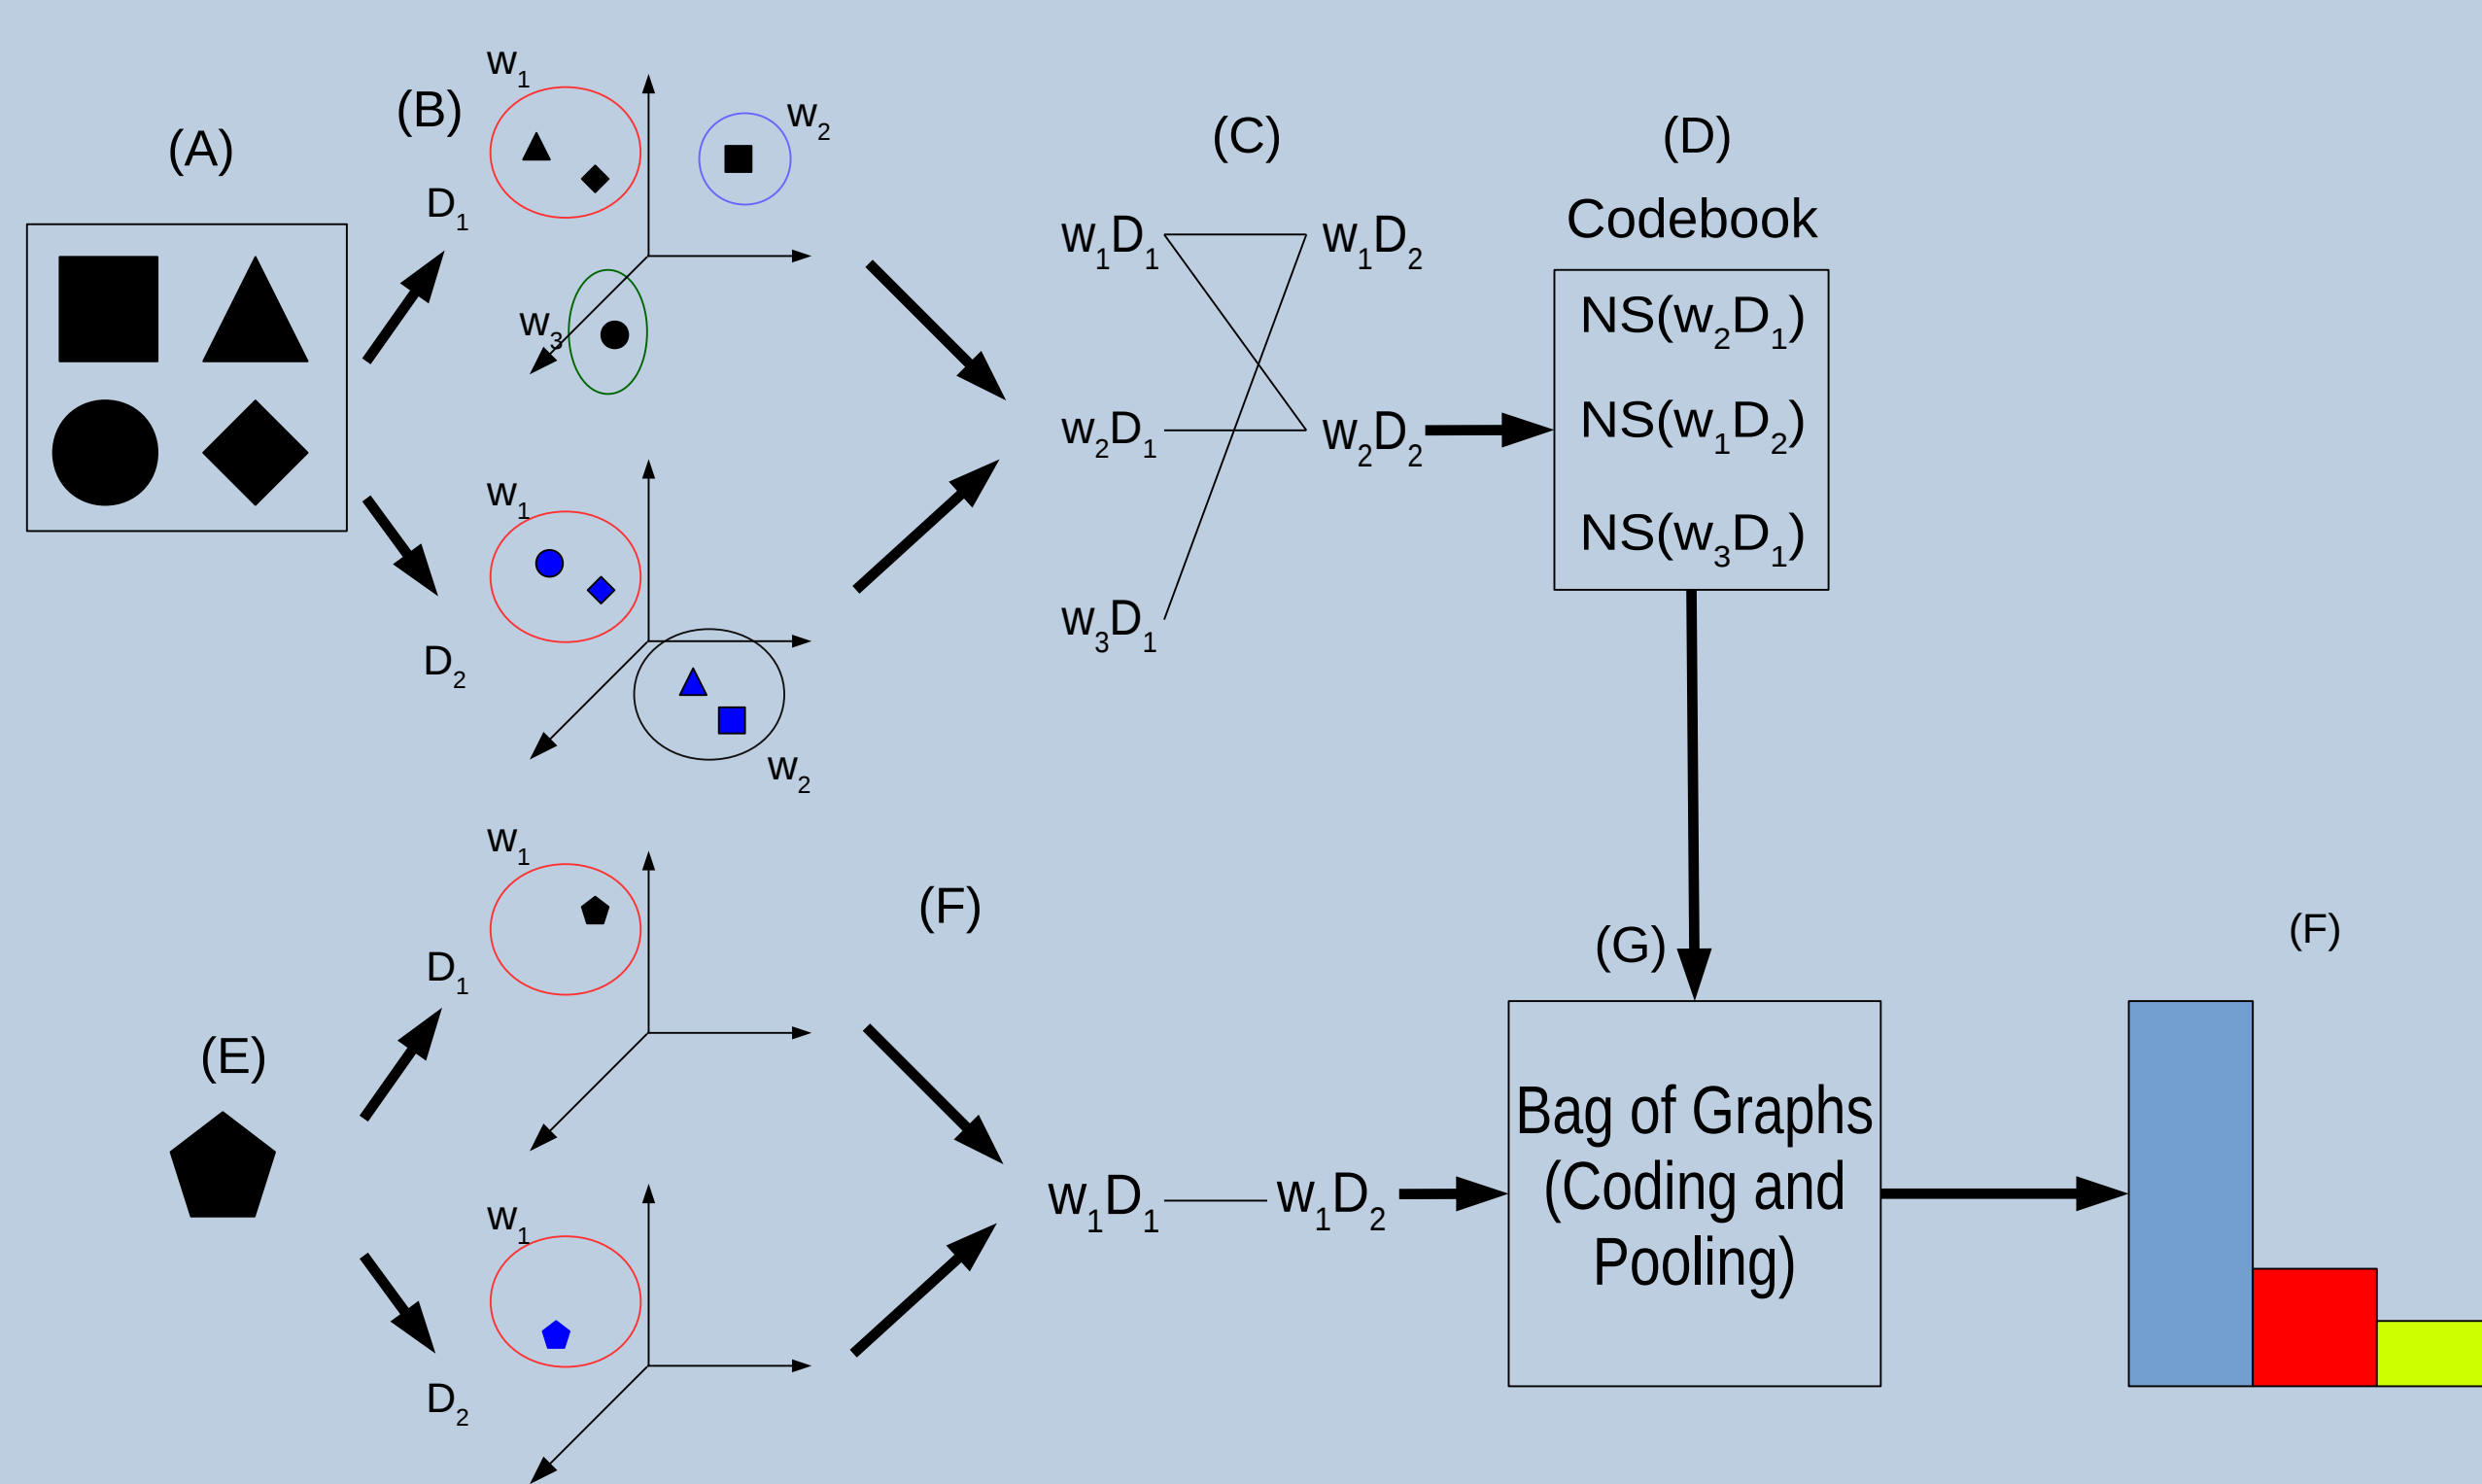 (A)
(B)
w1
w2
D1
w3
w1
D2
w2
(C)
w1D1 w1D2
w2D1 w2D2
w3D1
(D)
Codebook
NS(w2D1)
NS(w1D2)
NS(w3D1)
(E)
w1
D1
w1
D2
(F)
w1D1 w1D2
(G)
Bag of Graphs
(Coding and
Pooling)
(F)